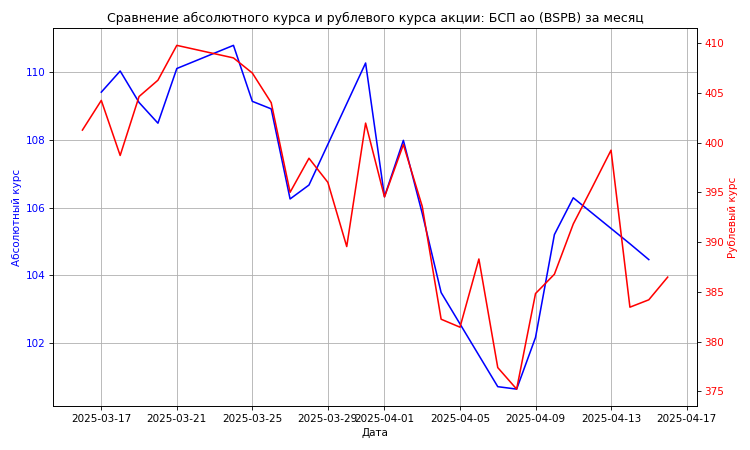 Сравнение абсолютного курса и рублевого курса акции: БСП ао (BSPB) за месяц
Абсолютный курс
110
108
106
104
102
Рублевый курс
410
405
400
395
390
385
380
375
2025-03-17 2025-03-21 2025-03-25 2025-03-29 2025-04-01 2025-04-05 2025-04-09 2025-04-13 2025-04-17
Дата